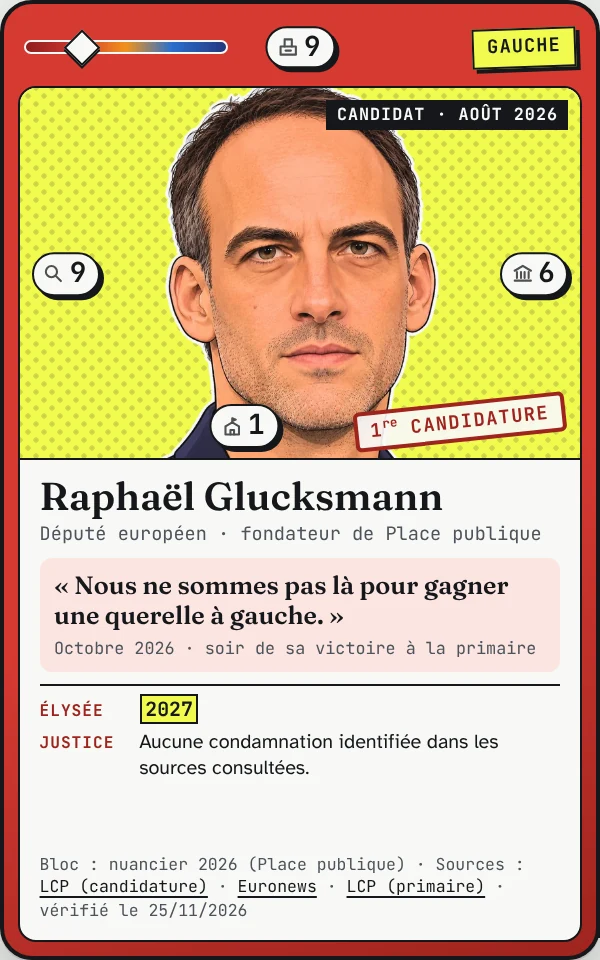 9
GAUCHE
CANDIDAT · AOÛT 2026
9
6
1
1re CANDIDATURE
Raphaël Glucksmann
Député européen · fondateur de Place publique
« Nous ne sommes pas là pour gagner
une querelle à gauche. »
Octobre 2026 · soir de sa victoire à la primaire
ÉLYSÉE 2027
JUSTICE Aucune condamnation identifiée dans les
sources consultées.
Bloc : nuancier 2026 (Place publique) · Sources :
LCP (candidature) · Euronews · LCP (primaire) ·
vérifié le 25/11/2026